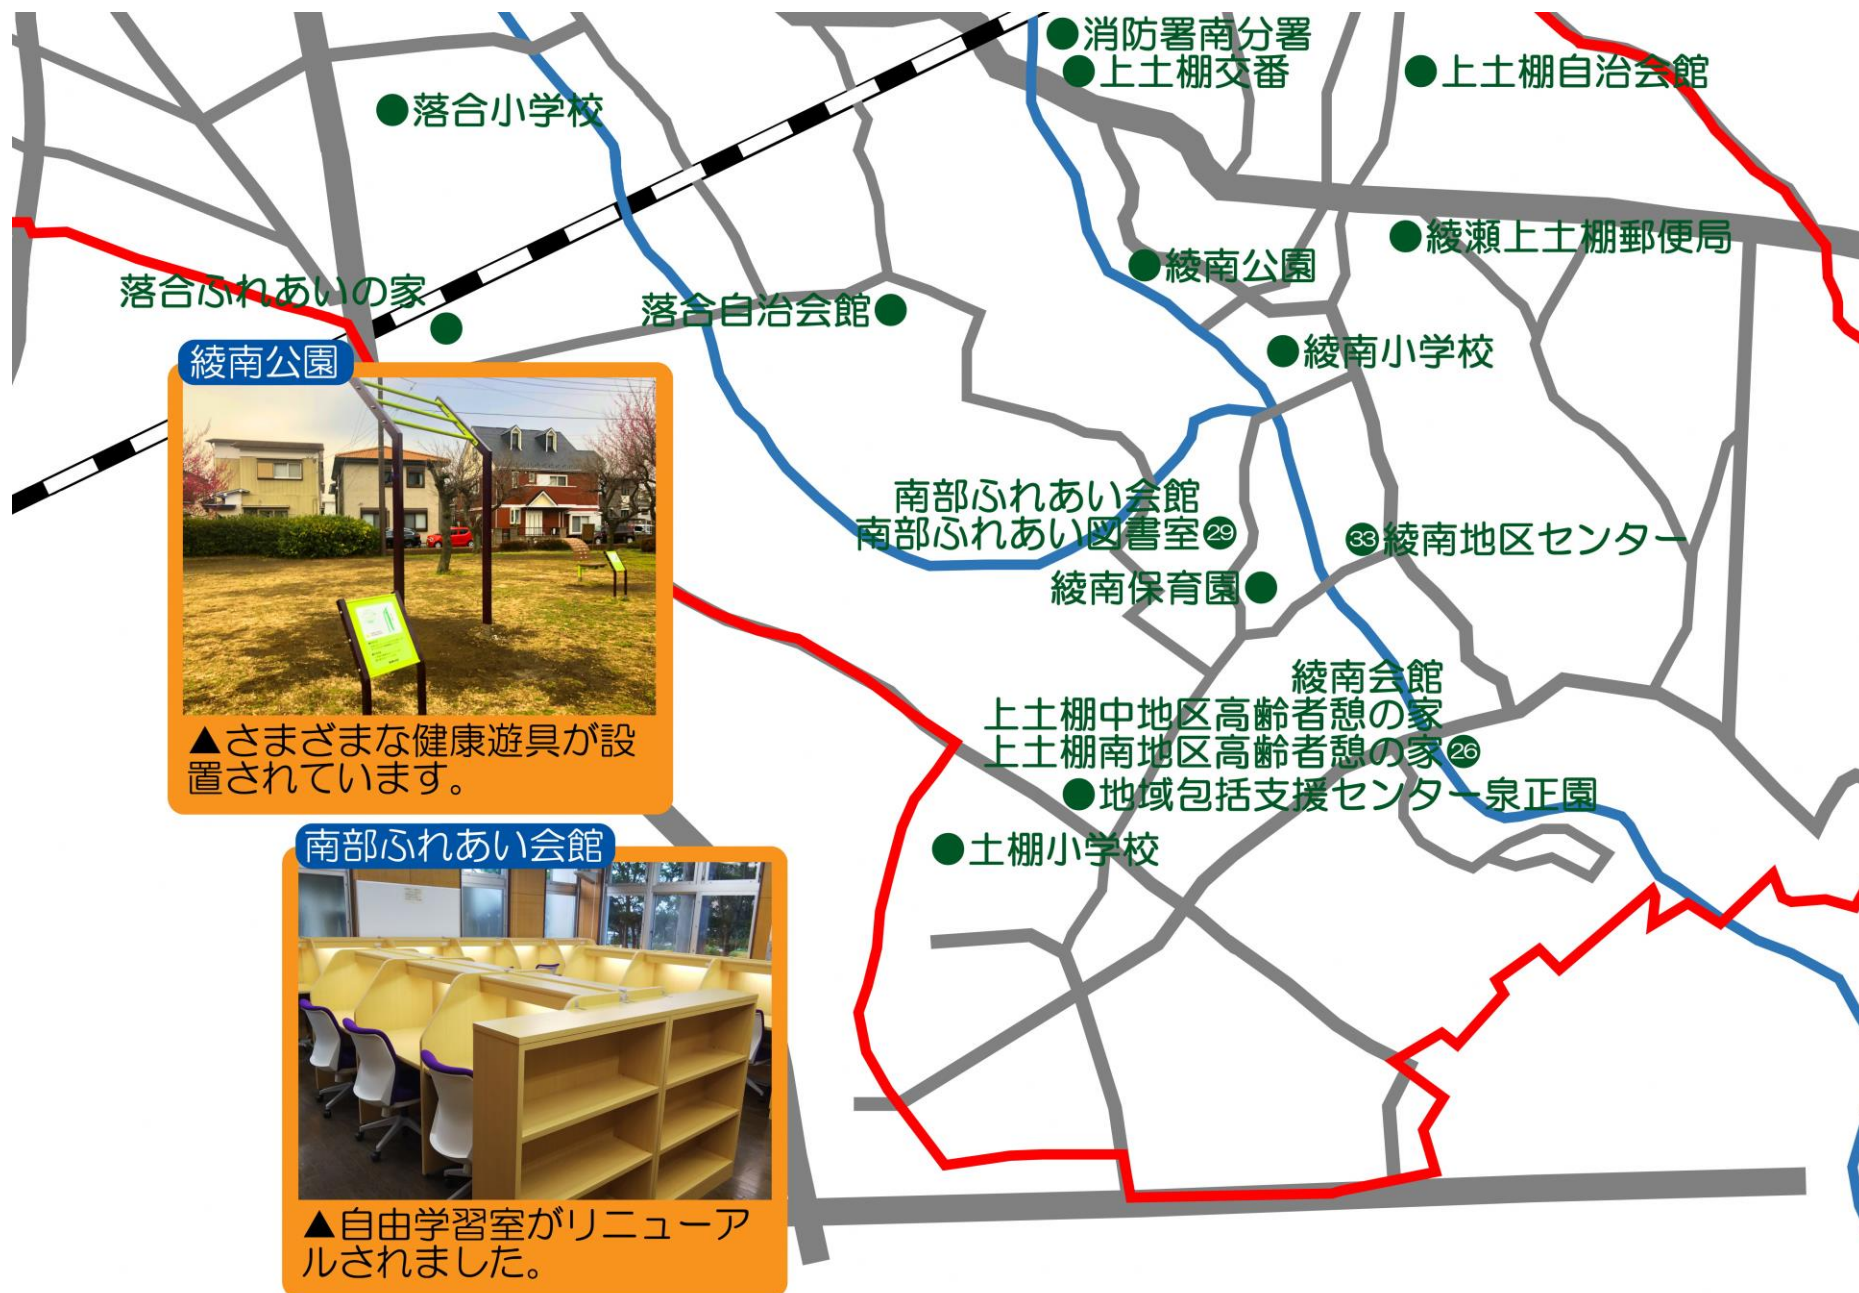 ●消防署南分署
●上土棚交番
●上土棚自治会館
●落合小学校
●綾瀬上土棚郵便局
●綾南公園
落合ふれあいの家
落合自治会館●
●綾南小学校
綾南公園
南部ふれあい会館
南部ふれあい図書室㉙
㉝綾南地区センター
綾南保育園●
綾南会館
上土棚中地区高齢者憩の家
上土棚南地区高齢者憩の家㉖
●地域包括支援センター泉正園
▲さまざまな健康遊具が設
置されています。
●土棚小学校
南部ふれあい会館
▲自由学習室がリニューア
ルされました。